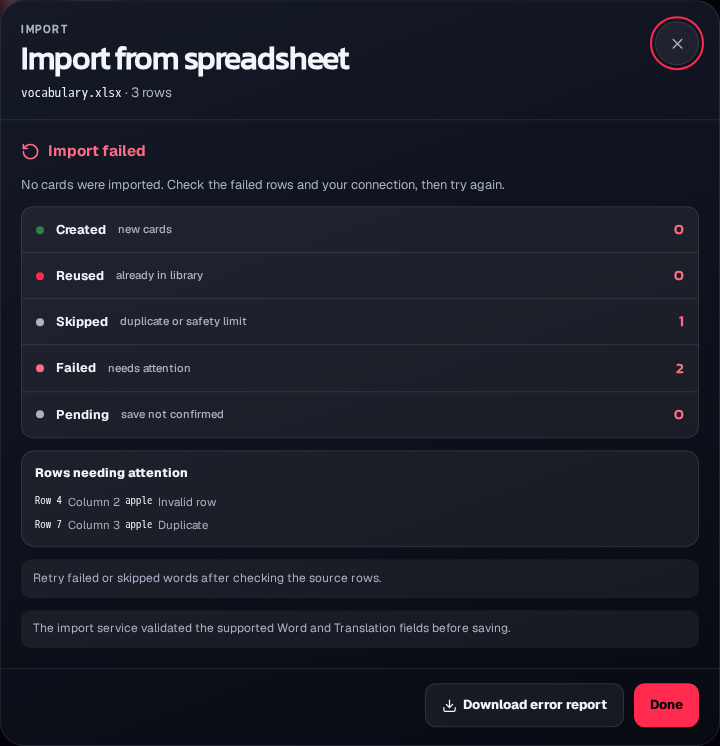 IMPORT
Import from spreadsheet
vocabulary.xlsx · 3 rows
Import failed
No cards were imported. Check the failed rows and your connection, then try again.
Created new cards 0
Reused already in library 0
Skipped duplicate or safety limit 1
Failed needs attention 2
Pending save not confirmed 0
Rows needing attention
Row 4 Column 2 apple Invalid row
Row 7 Column 3 apple Duplicate
Retry failed or skipped words after checking the source rows.
The import service validated the supported Word and Translation fields before saving.
Download error report Done